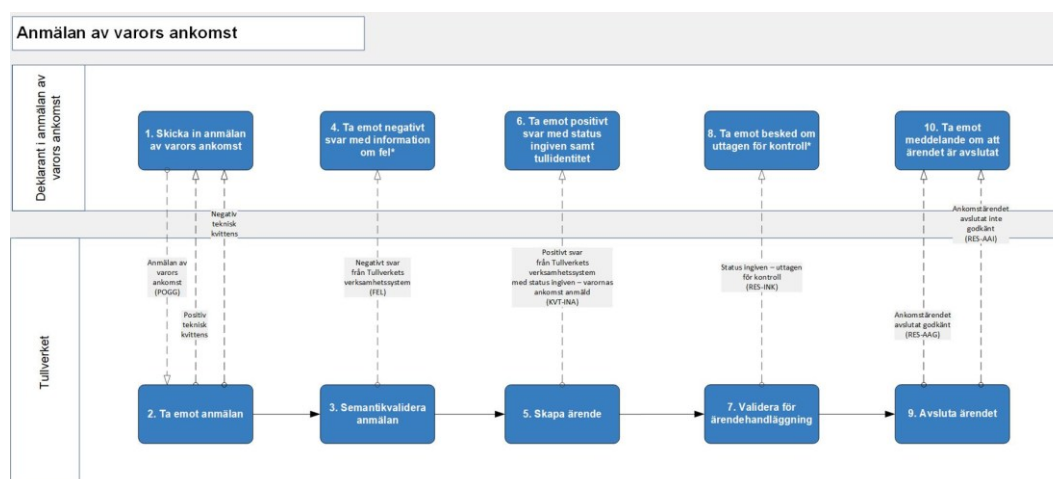 Anmälan av varors ankomst
Deklarant i anmälan av
varors ankomst
1. Skicka in anmälan
av varors ankomst
4. Ta emot negativt
svar med information
om fel*
6. Ta emot positivt
svar med status
ingiven samt
tullidentitet
8. Ta emot besked om
uttagen för kontroll*
10. Ta emot
meddelande om att
ärendet är avslutat
Negativ
teknisk
kvittens
Ankomstärendet
avslutat inte
godkänt
(RES-AAI)
Anmälan av
varors
ankomst
(POGG)
Negativt svar
från Tullverkets
verksamhetssystem
(FEL)
Positivt svar
från Tullverkets
verksamhetssystem
med status ingiven – varornas
ankomst anmäld
(KVT-INA)
Status ingiven – uttagen
för kontroll
(RES-INK)
Positiv
teknisk
kvittens
Ankomstärendet
avslutat godkänt
(RES-AAG)
Tullverket
2. Ta emot anmälan
3. Semantikvalidera
anmälan
5. Skapa ärende
7. Validera för
ärendehandläggning
9. Avsluta ärendet